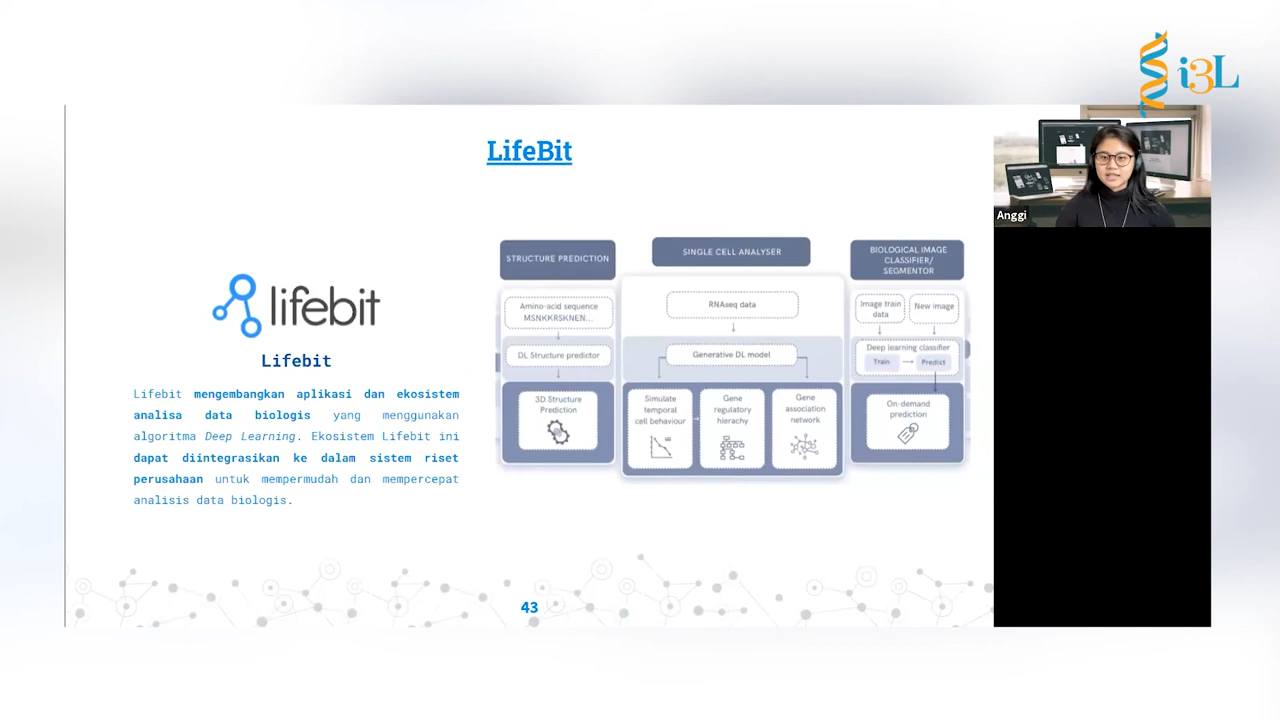 i3L
LifeBit
Anggi
lifebit
Lifebit
Lifebit mengembangkan aplikasi dan ekosistem
analisa data biologis yang menggunakan
algoritma Deep Learning. Ekosistem Lifebit ini
dapat diintegrasikan ke dalam sistem riset
perusahaan untuk mempermudah dan mempercepat
analisis data biologis.
STRUCTURE PREDICTION
Amino-acid sequence
MSNKKRSKNEN...
DL Structure predictor
3D Structure
Prediction
SINGLE CELL ANALYSER
RNAseq data
Generative DL model
Simulate
temporal
cell behaviour
Gene
regulatory
hierachy
Gene
association
network
BIOLOGICAL IMAGE
CLASSIFIER/
SEGMENTOR
Image train
data
New image
Deep learning classifier
Train
Predict
On-demand
prediction
43